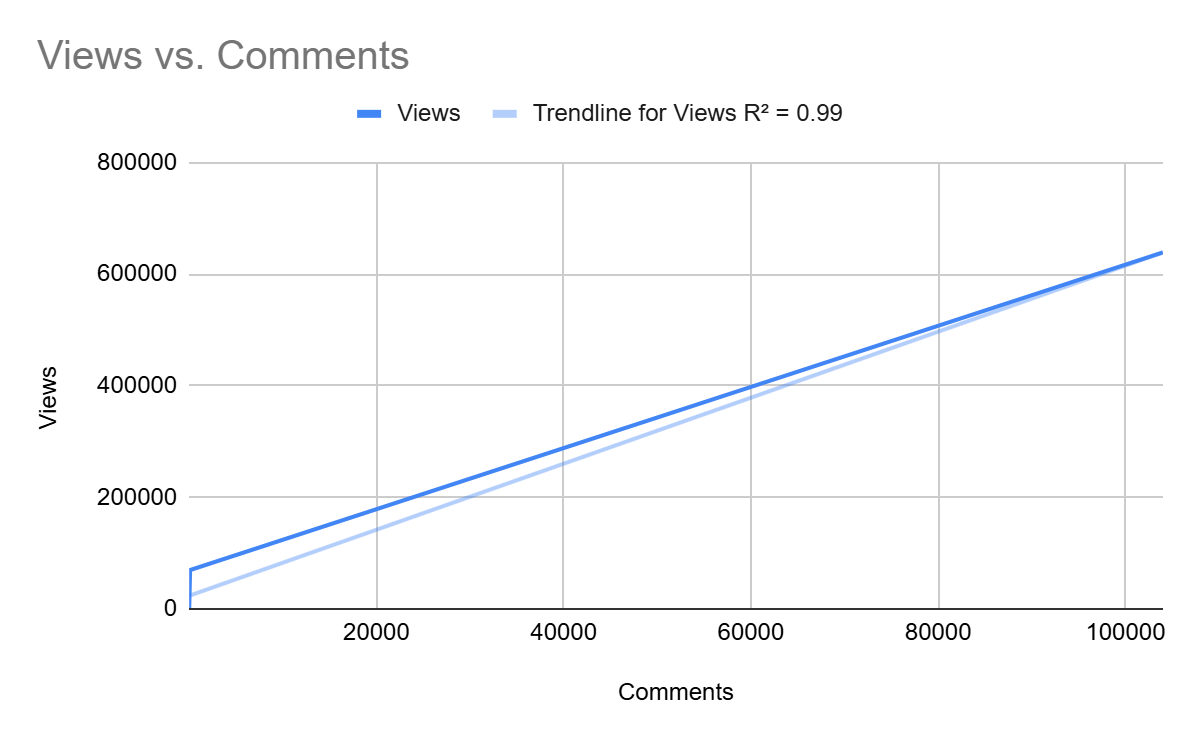 Views vs. Comments
Views Trendline for Views R² = 0.99
800000
600000
400000
200000
0
Views
20000 40000 60000 80000 100000
Comments